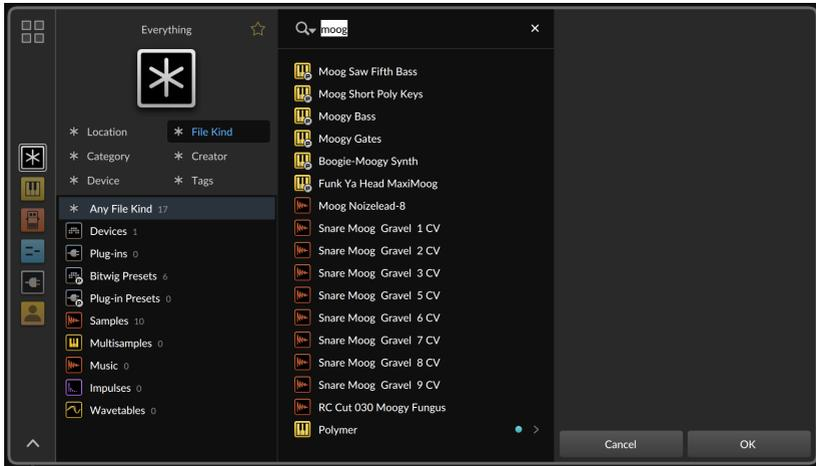 Everything
Location
File Kind
Category
Creator
Device
Tags
Any File Kind 17
Devices 1
Plug-ins 0
Bitwig Presets 6
Plug-in Presets 0
Samples 10
Multisamples 0
Music 0
Impulses 0
Wavetables 0
moog
Moog Saw Fifth Bass
Moog Short Poly Keys
Moogy Bass
Moogy Gates
Boogie-Moogy Synth
Funk Ya Head MaxiMoog
Moog Noizelead-8
Snare Moog Gravel 1 CV
Snare Moog Gravel 2 CV
Snare Moog Gravel 3 CV
Snare Moog Gravel 5 CV
Snare Moog Gravel 6 CV
Snare Moog Gravel 7 CV
Snare Moog Gravel 8 CV
Snare Moog Gravel 9 CV
RC Cut 030 Moogy Fungus
Polymer
Cancel
OK